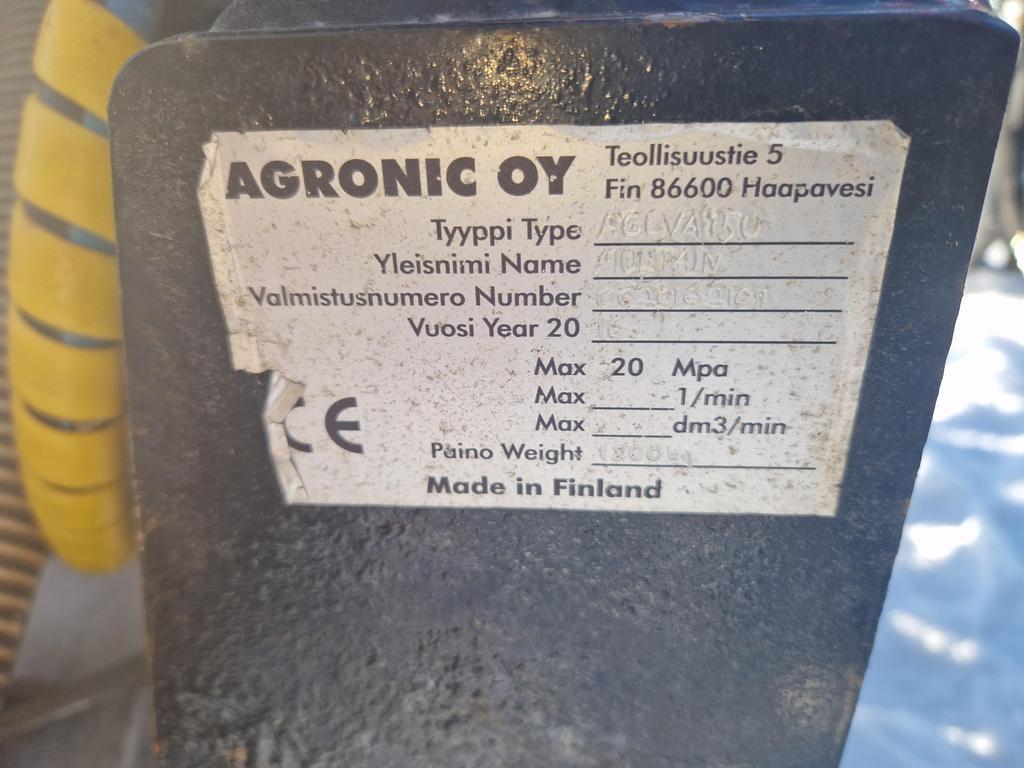 AGRONIC OY
Teollisuustie 5
Fin 86600 Haapavesi
Tyyppi Type
Yleisnimi Name
Valmistusnumero Number
Vuosi Year 20
Max 20 Mpa
Max 1/min
Max dm3/min
Paino Weight
CE
Made in Finland